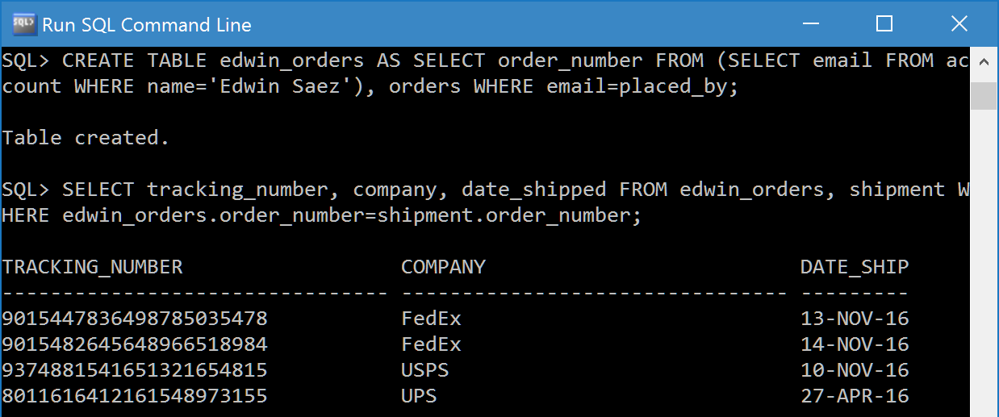 SQL> Run SQL Command Line
SQL> CREATE TABLE edwin_orders AS SELECT order_number FROM (SELECT email FROM ac
count WHERE name='Edwin Saez'), orders WHERE email=placed_by;
Table created.
SQL> SELECT tracking_number, company, date_shipped FROM edwin_orders, shipment W
HERE edwin_orders.order_number=shipment.order_number;
TRACKING_NUMBER                  COMPANY                          DATE_SHIP
-------------------------------- -------------------------------- ---------
9015447836498785035478           FedEx                            13-NOV-16
9015482645648966518984           FedEx                            14-NOV-16
9374881541651321654815           USPS                             10-NOV-16
8011616412161548973155           UPS                              27-APR-16